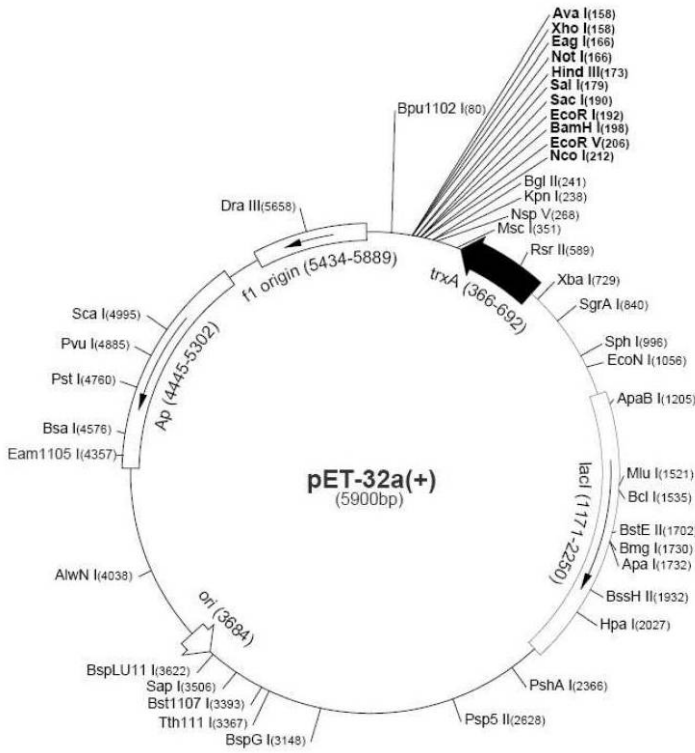 Ava I(158)
Xho I(158)
Eag I(166)
Not I(166)
Hind III(173)
Sal I(179)
Sac I(190)
EcoR I(192)
BamH I(198)
EcoR V(206)
Nco I(212)
Bpu1102 I(80)
Bgl II(241)
Kpn I(238)
Nsp V(268)
Msc I(351)
Rsr II(589)
Xba I(729)
SgrA I(840)
Sph I(996)
EcoN I(1056)
ApaB I(1205)
Mlu I(1521)
Bcl I(1535)
BstE II(1702)
Bmg I(1730)
Apa I(1732)
BssH II(1932)
Hpa I(2027)
PshA I(2366)
Psp5 II(2628)
BspG I(3148)
Tth111 I(3367)
Bst1107 I(3393)
Sap I(3506)
BspLU11 I(3622)
AlwN I(4038)
Eam1105 I(4357)
Bsa I(4576)
Pst I(4760)
Pvu I(4885)
Sca I(4995)
Dra III(5658)
f1 origin (5434-5889)
trxA (366-692)
Ap (4445-5302)
lacI (1171-2250)
ori (3684)
pET-32a(+)
(5900bp)